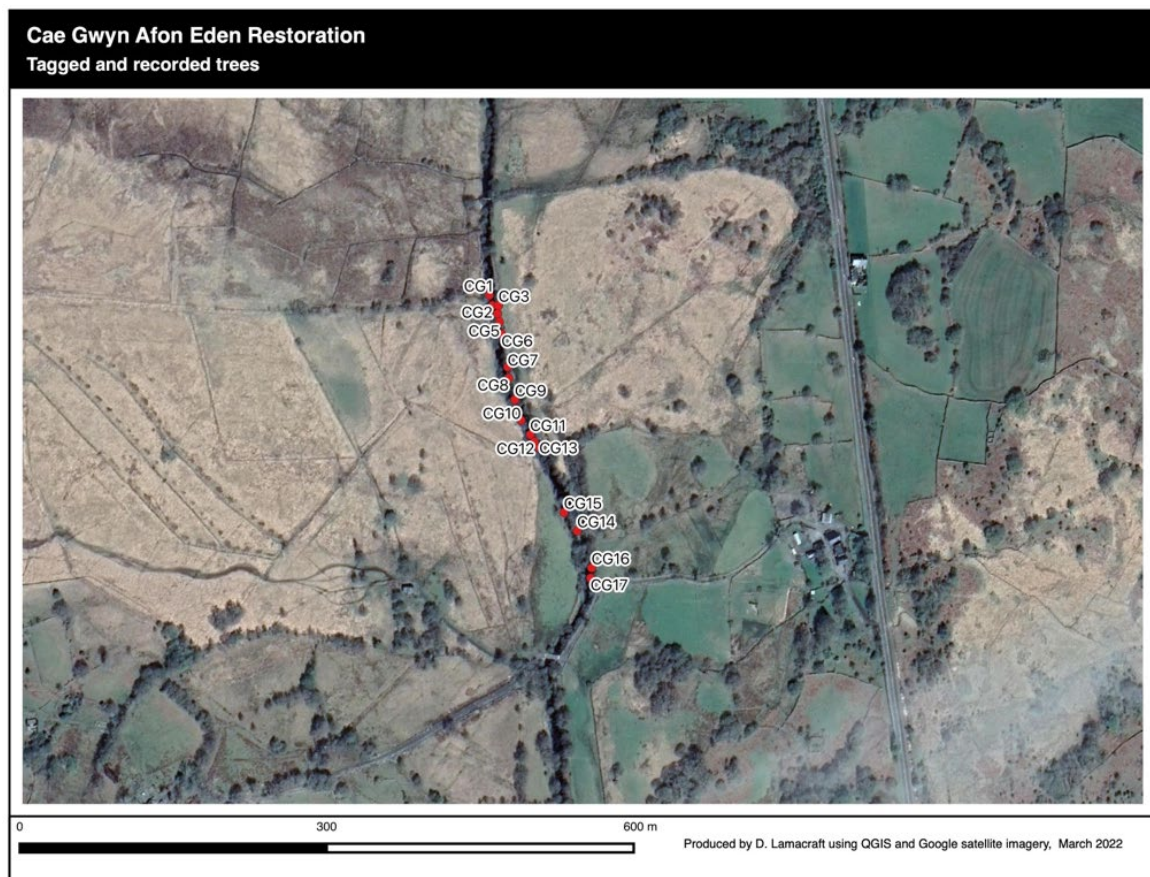 Cae Gwyn Afon Eden Restoration
Tagged and recorded trees
CG1
CG3
CG2
CG5
CG6
CG7
CG8
CG9
CG10
CG11
CG12
CG13
CG15
CG14
CG16
CG17
0 300 600 m
Produced by D. Lamacraft using QGIS and Google satellite imagery, March 2022